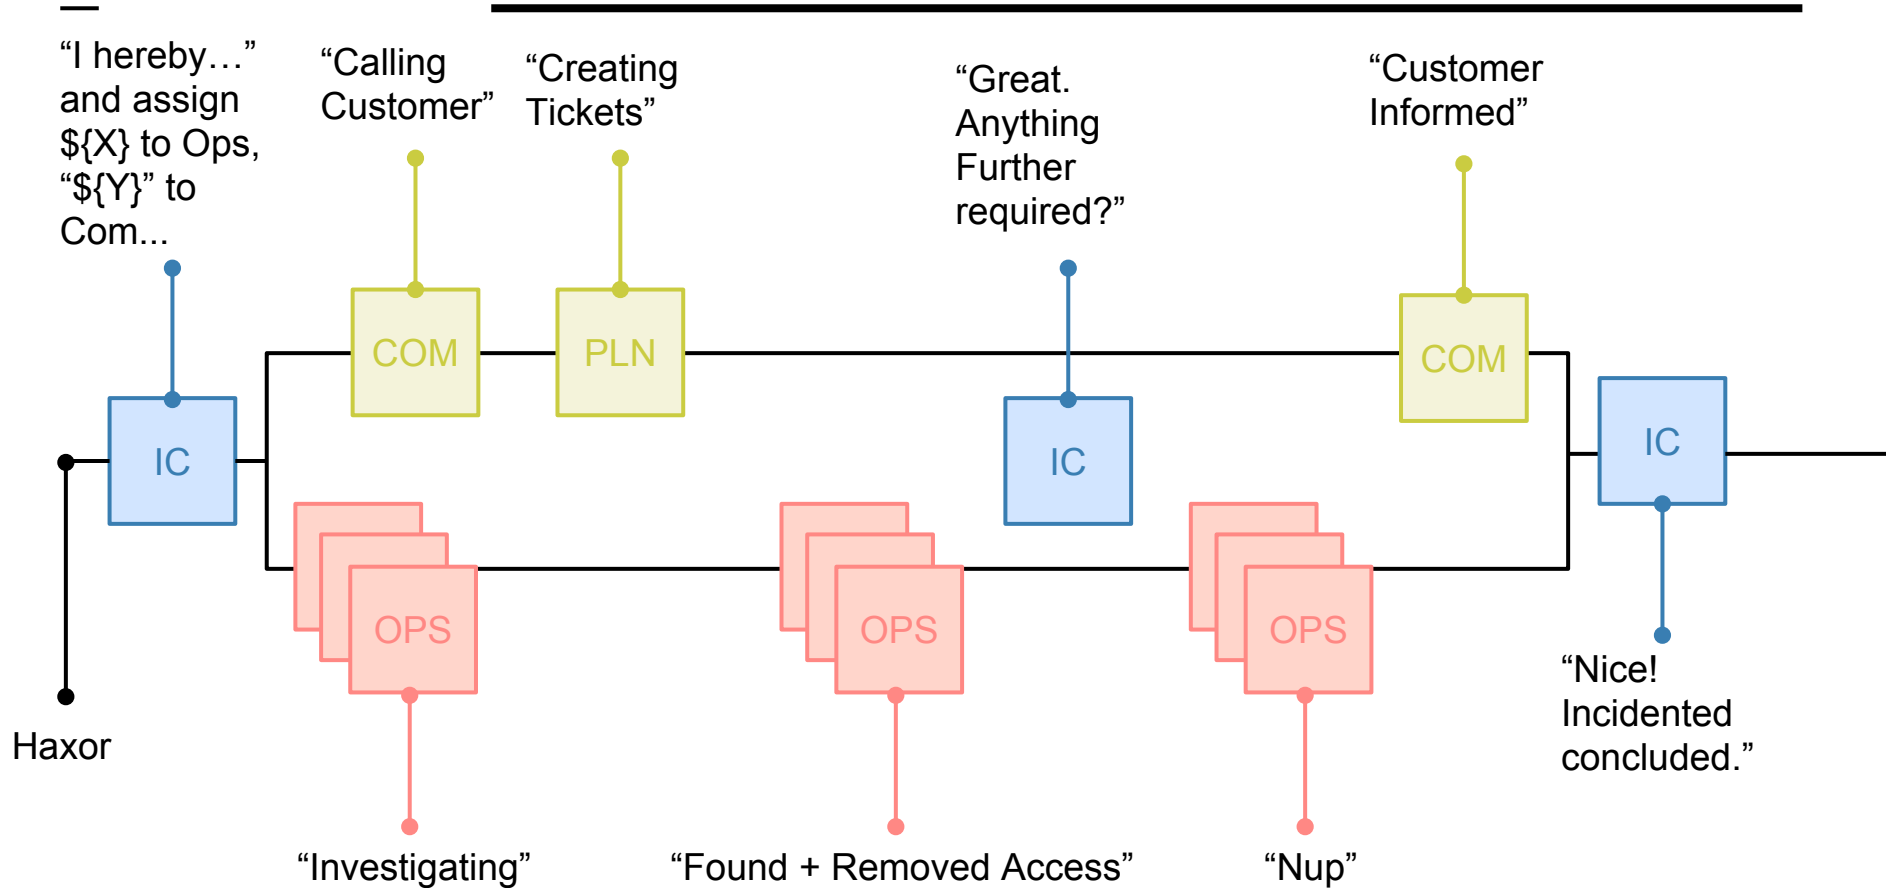 “I hereby…”
and assign
${X} to Ops,
“${Y}” to
Com...
“Calling
Customer”
“Creating
Tickets”
“Great.
Anything
Further
required?”
“Customer
Informed”
COM
PLN
COM
IC
IC
IC
OPS
OPS
OPS
Haxor
“Nice!
Incidented
concluded.”
“Investigating”
“Found + Removed Access”
“Nup”